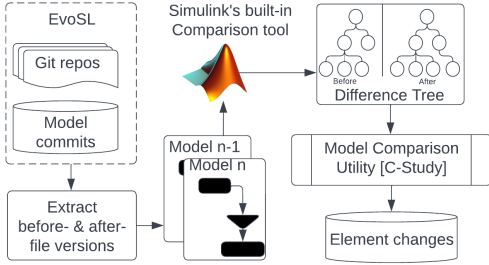 EvoSL
Git repos
Model
commits
Extract
before- & after-
file versions
Simulink's built-in
Comparison tool
Model n-1
Model n
Before
After
Difference Tree
Model Comparison
Utility [C-Study]
Element changes